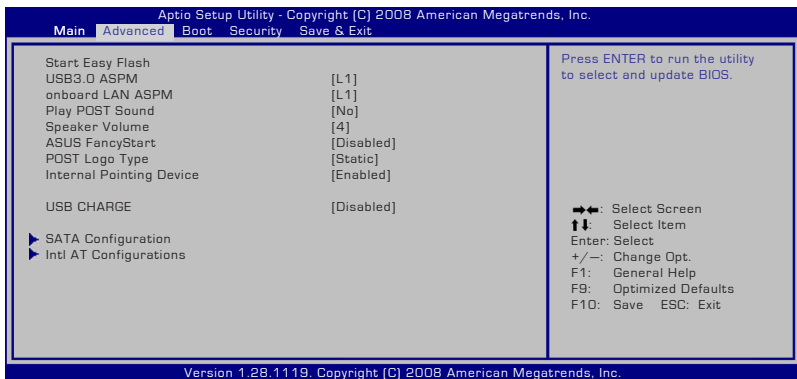 Aptio Setup Utility - Copyright (C) 2008 American Megatrends, Inc.
Main Advanced Boot Security Save & Exit
Start Easy Flash
USB3.0 ASPM [L1]
onboard LAN ASPM [L1]
Play POST Sound [No]
Speaker Volume [4]
ASUS FancyStart [Disabled]
POST Logo Type [Static]
Internal Pointing Device [Enabled]
USB CHARGE [Disabled]
SATA Configuration
Intl AT Configurations
Press ENTER to run the utility
to select and update BIOS.
→←: Select Screen
↑↓: Select Item
Enter: Select
+/–: Change Opt.
F1: General Help
F9: Optimized Defaults
F10: Save ESC: Exit
Version 1.28.1119. Copyright (C) 2008 American Megatrends, Inc.